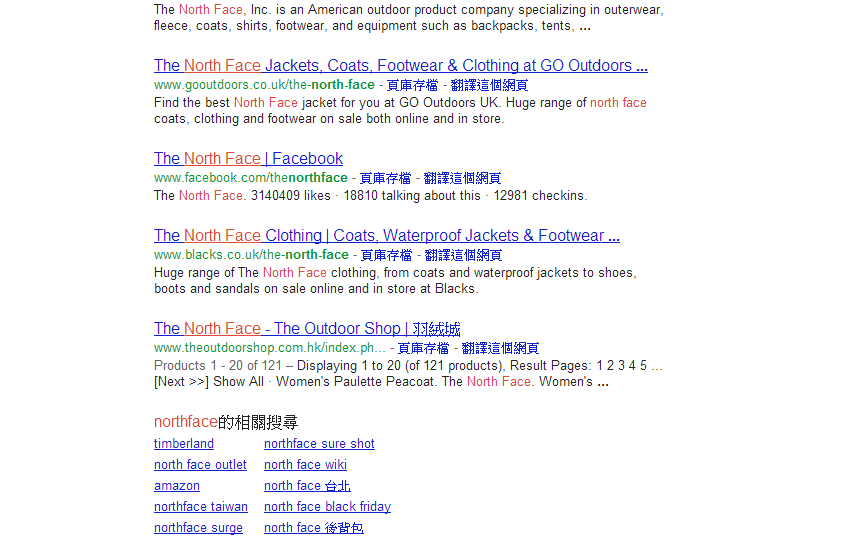 The North Face, Inc. is an American outdoor product company specializing in outerwear,
fleece, coats, shirts, footwear, and equipment such as backpacks, tents, ...
The North Face Jackets, Coats, Footwear & Clothing at GO Outdoors ...
www.gooutdoors.co.uk/the-north-face - 頁庫存檔 - 翻譯這個網頁
Find the best North Face jacket for you at GO Outdoors UK. Huge range of north face
coats, clothing and footwear on sale both online and in store.
The North Face | Facebook
www.facebook.com/thenorthface - 頁庫存檔 - 翻譯這個網頁
The North Face. 3140409 likes · 18810 talking about this · 12981 checkins.
The North Face Clothing | Coats, Waterproof Jackets & Footwear ...
www.blacks.co.uk/the-north-face - 頁庫存檔 - 翻譯這個網頁
Huge range of The North Face clothing, from coats and waterproof jackets to shoes,
boots and sandals on sale online and in store at Blacks.
The North Face - The Outdoor Shop | 羽絨城
www.theoutdoorshop.com.hk/index.ph... - 頁庫存檔 - 翻譯這個網頁
Products 1 - 20 of 121 – Displaying 1 to 20 (of 121 products), Result Pages: 1 2 3 4 5 ...
[Next >>] Show All · Women's Paulette Peacoat. The North Face. Women's ...
northface的相關搜尋
timberland northface sure shot
north face outlet north face wiki
amazon north face 台北
northface taiwan north face black friday
northface surge north face 後背包